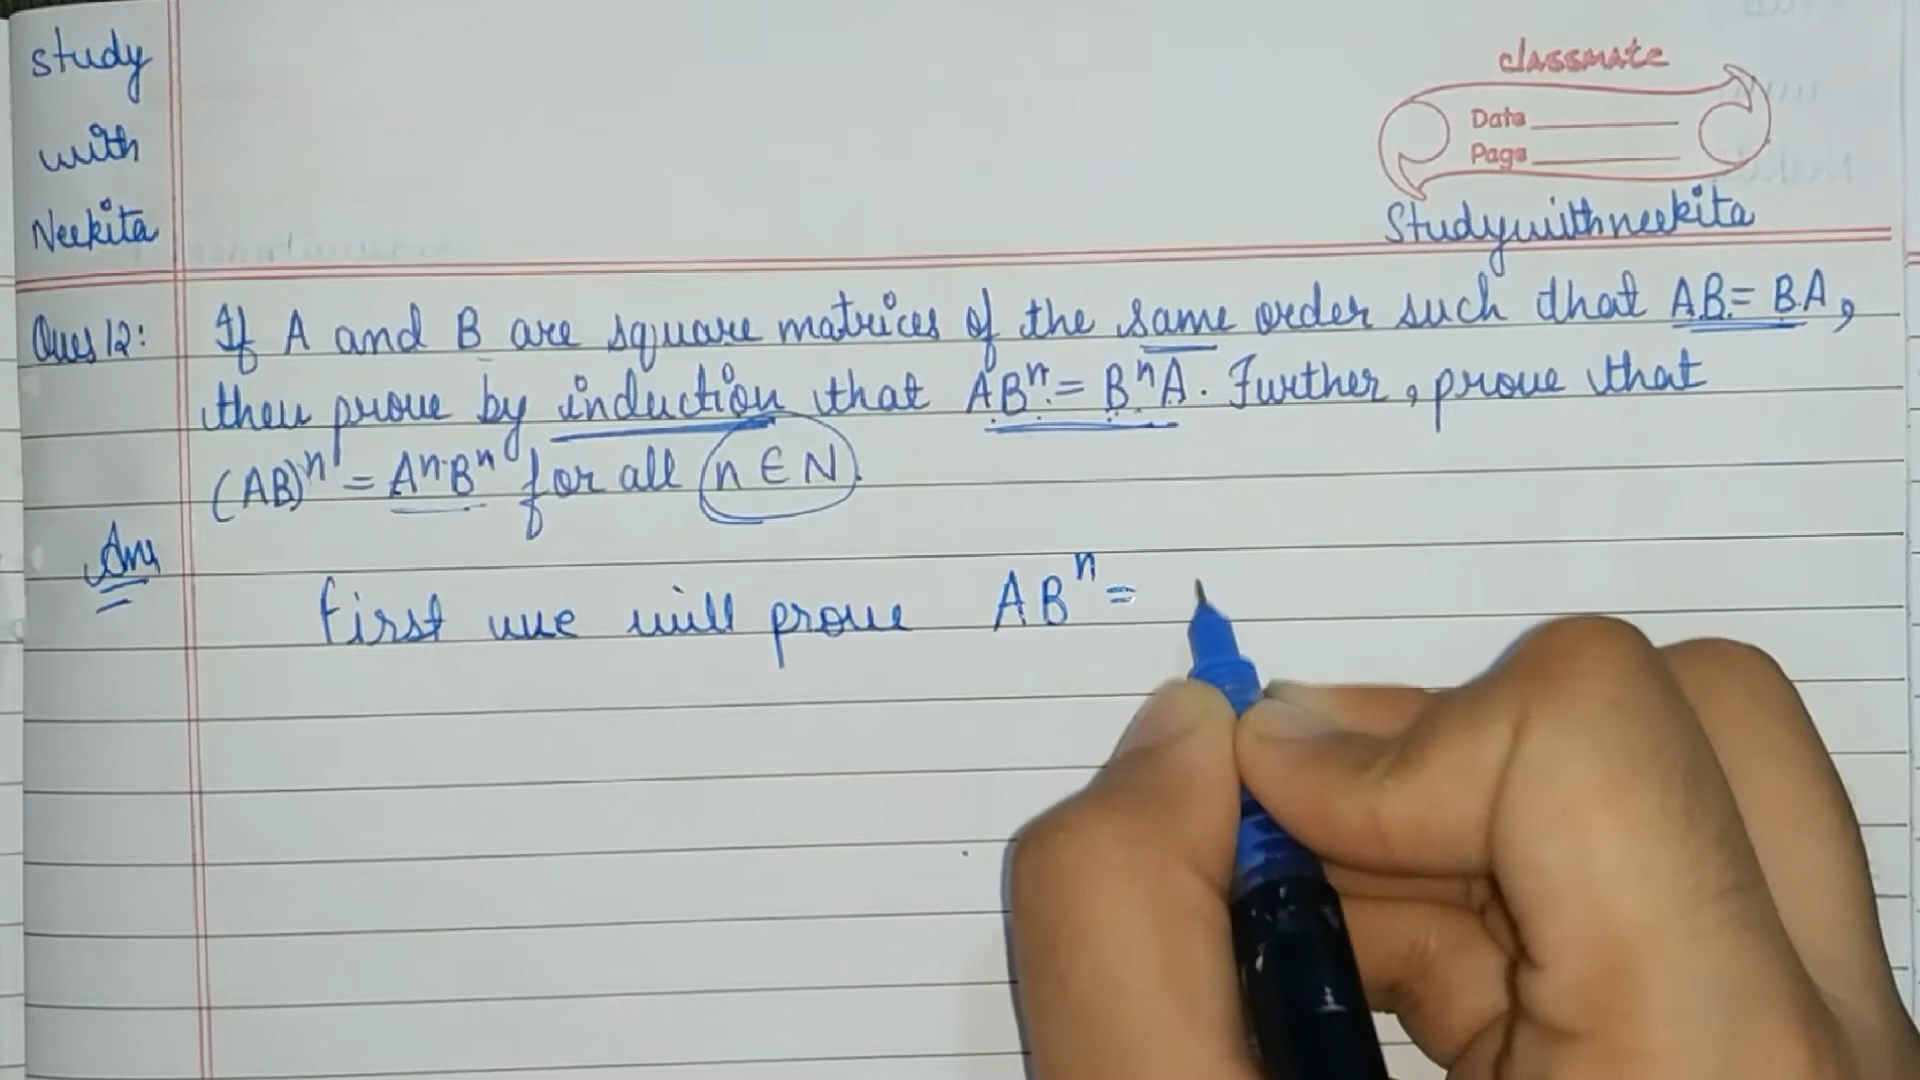 study
with
Neekita
classmate
Date
Page
Studywithneekita
Ques 12: If A and B are square matrices of the same order such that AB = BA,
then prove by induction that ABⁿ = BⁿA. Further, prove that
(AB)ⁿ = AⁿBⁿ for all n ∈ N.
Ans
First we will prove ABⁿ =